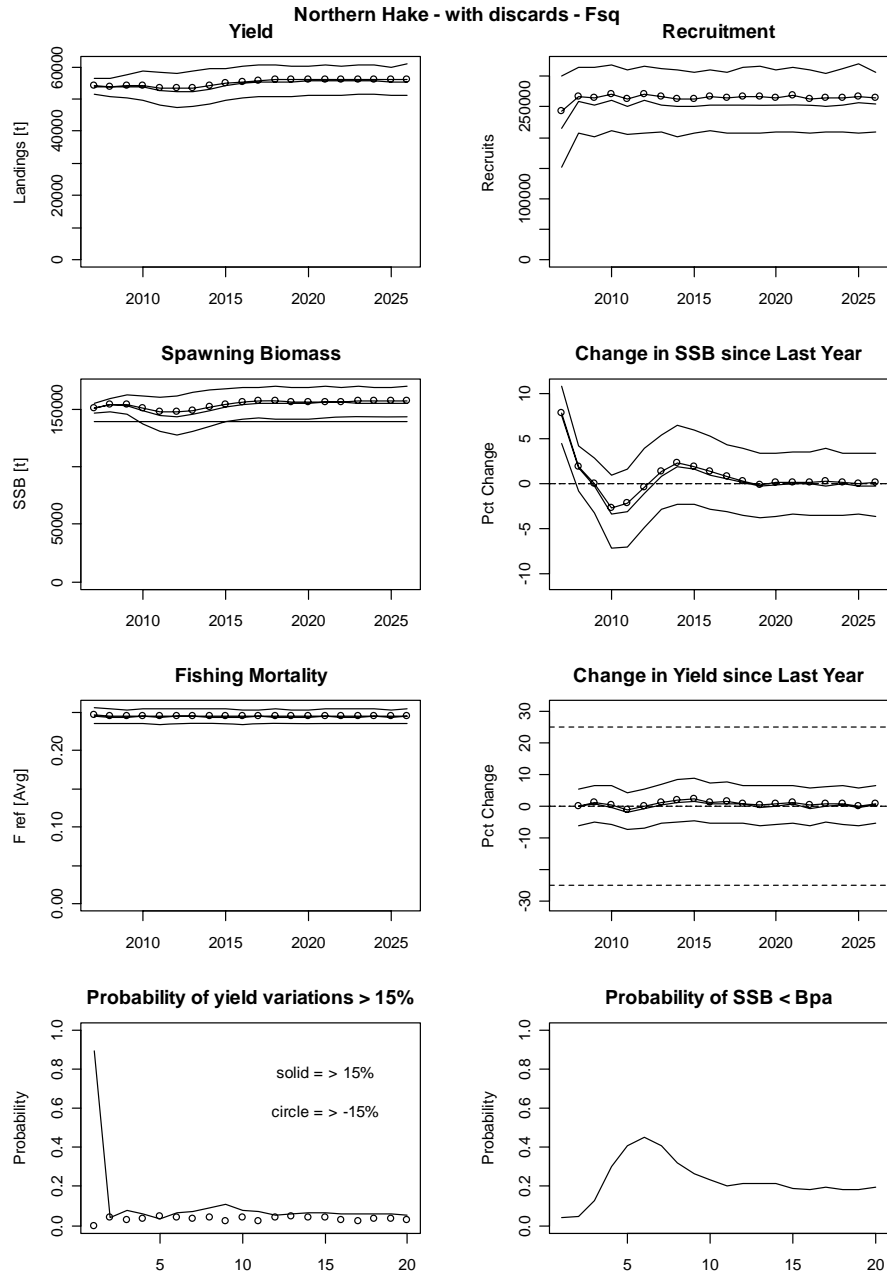 Northern Hake - with discards - Fsq
Yield
Landings [t]
0 20000 40000 60000
2010 2015 2020 2025
Recruitment
Recruits
0 100000 250000
2010 2015 2020 2025
Spawning Biomass
SSB [t]
0 50000 150000
2010 2015 2020 2025
Change in SSB since Last Year
Pct Change
-10 -5 0 5 10
2010 2015 2020 2025
Fishing Mortality
F ref [Avg]
0.00 0.10 0.20
2010 2015 2020 2025
Change in Yield since Last Year
Pct Change
-30 -10 0 10 20 30
2010 2015 2020 2025
Probability of yield variations > 15%
Probability
0.0 0.2 0.4 0.6 0.8 1.0
solid = > 15%
circle = > -15%
5 10 15 20
Probability of SSB < Bpa
Probability
0.0 0.2 0.4 0.6 0.8 1.0
5 10 15 20